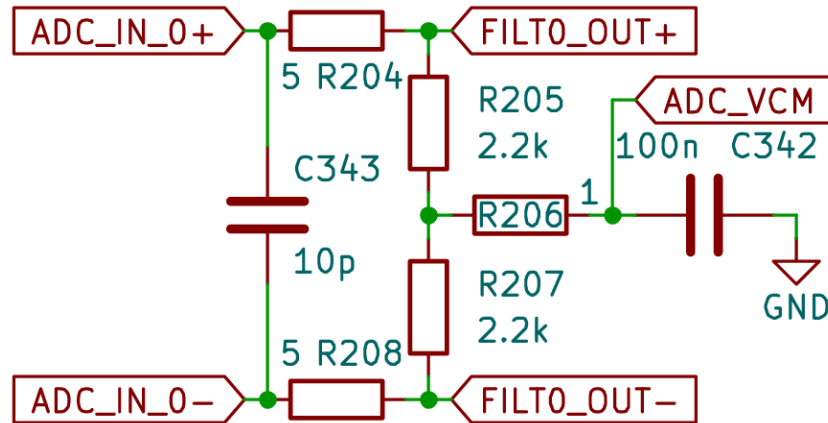 ADC_IN_0+
FILT0_OUT+
5 R204
R205
2.2k
ADC_VCM
100n C342
C343
10p
R206
1
GND
R207
2.2k
5 R208
ADC_IN_0-
FILT0_OUT-